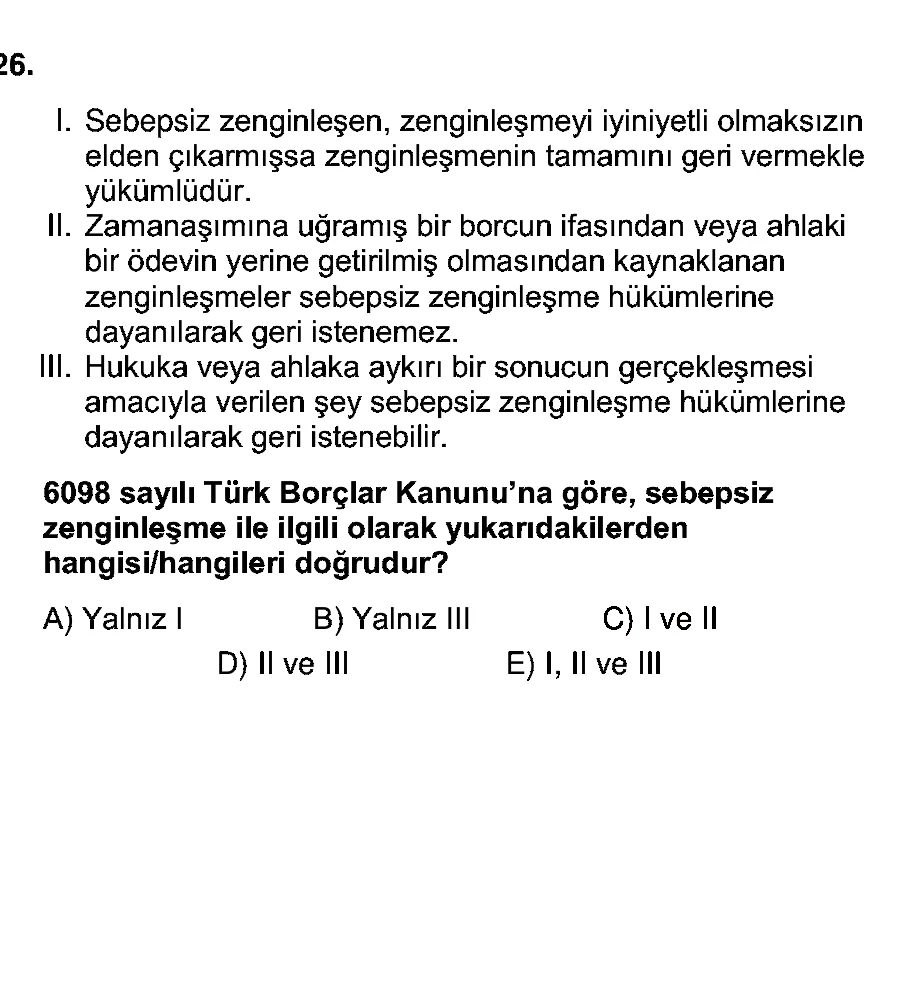 26.
I. Sebepsiz zenginleşen, zenginleşmeyi iyiniyetli olmaksızın
elden çıkarmışsa zenginleşmenin tamamını geri vermekle
yükümlüdür.
II. Zamanaşımına uğramış bir borcun ifasından veya ahlaki
bir ödevin yerine getirilmiş olmasından kaynaklanan
zenginleşmeler sebepsiz zenginleşme hükümlerine
dayanılarak geri istenemez.
III. Hukuka veya ahlaka aykırı bir sonucun gerçekleşmesi
amacıyla verilen şey sebepsiz zenginleşme hükümlerine
dayanılarak geri istenebilir.
6098 sayılı Türk Borçlar Kanunu’na göre, sebepsiz
zenginleşme ile ilgili olarak yukarıdakilerden
hangisi/hangileri doğrudur?
A) Yalnız I B) Yalnız III C) I ve II
D) II ve III E) I, II ve III